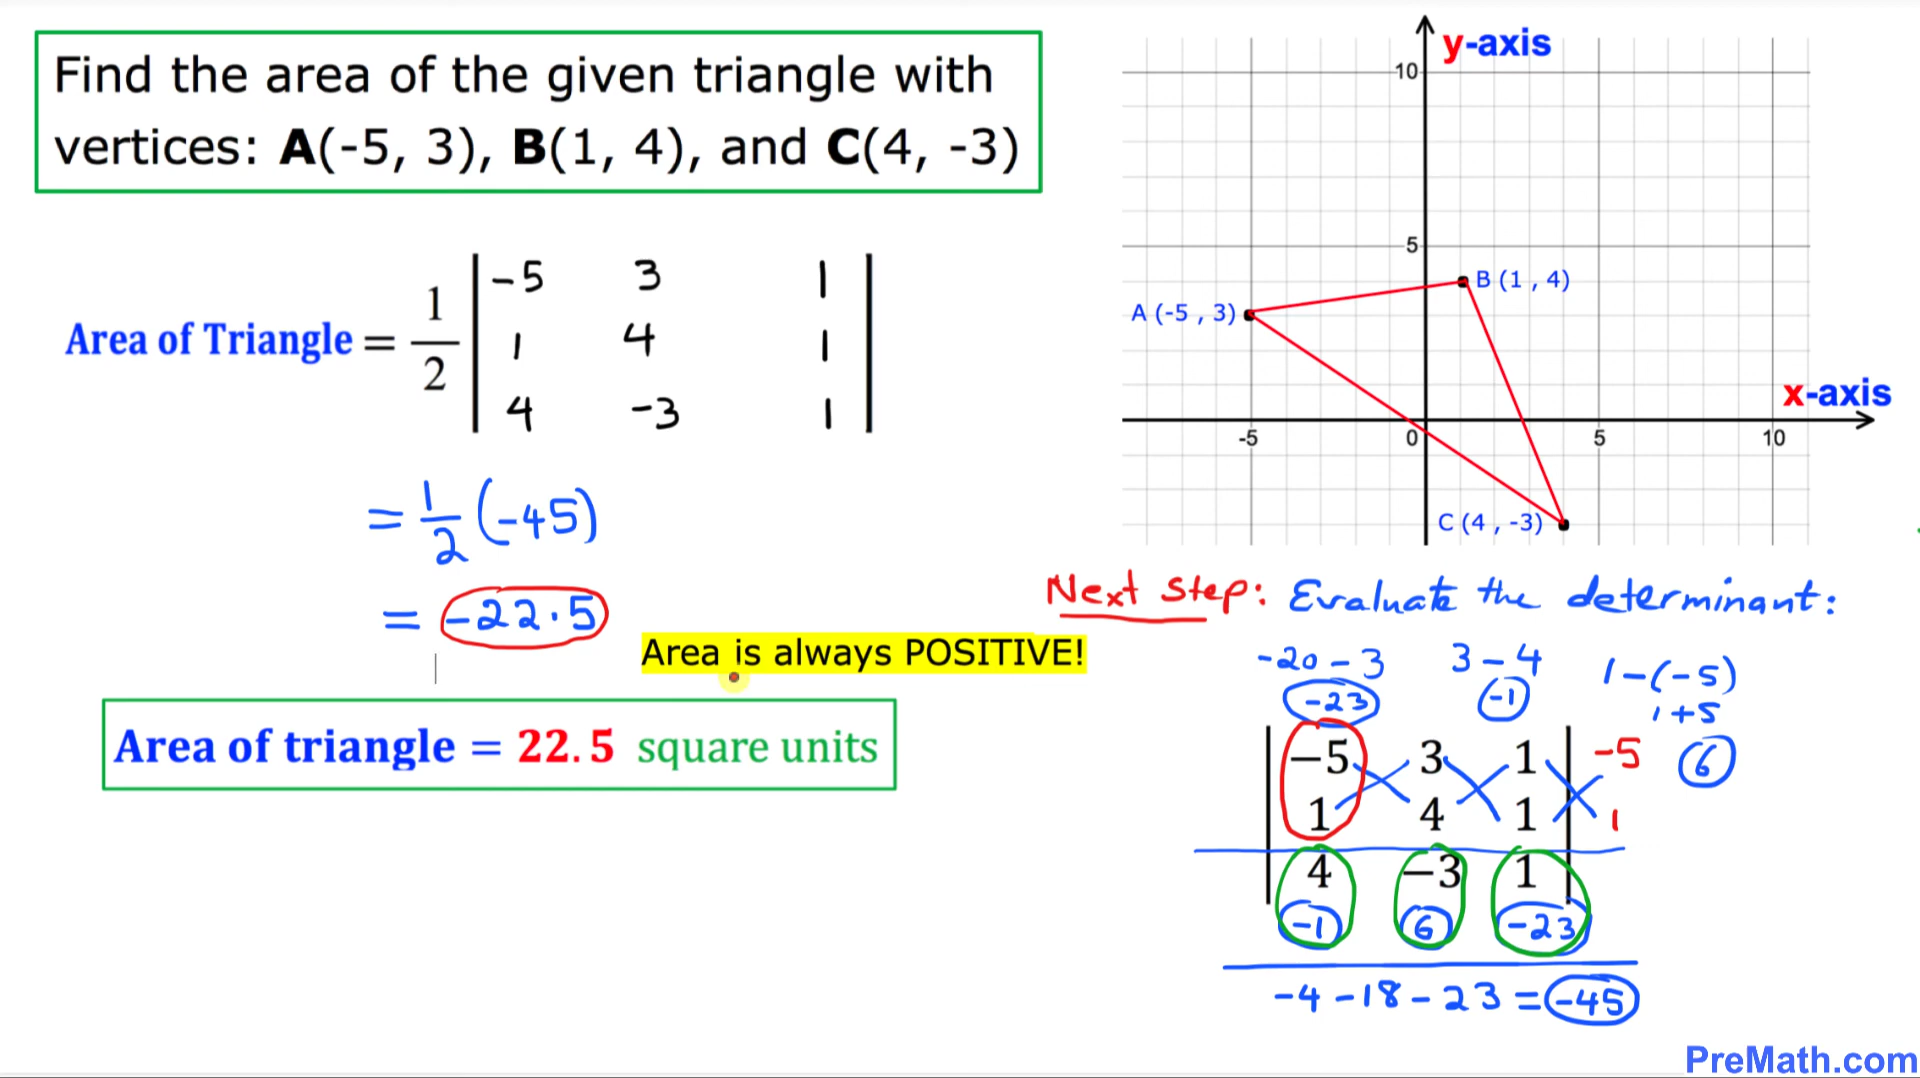 Find the area of the given triangle with
vertices: A(-5, 3), B(1, 4), and C(4, -3)
Area of Triangle = 1/2 | -5 3 1 |
| 1 4 1 |
| 4 -3 1 |
= 1/2 (-45)
= -22.5
Area is always POSITIVE!
Area of triangle = 22.5 square units
y-axis
10
5
B (1 , 4)
A (-5 , 3)
x-axis
-5 0 5 10
C (4 , -3)
Next Step: Evaluate the determinant:
-20-3 3-4 1-(-5)
-23 -1 1+5
-5 3 1 -5 6
1 4 1 1
4 -3 1
-1 6 -23
-4-18-23=-45
PreMath.com